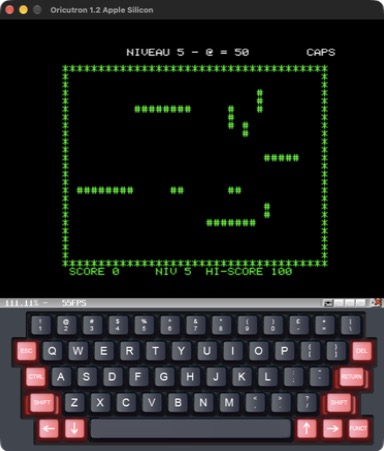 Oricutron 1.2 Apple Silicon
NIVEAU 5 - @ = 50 CAPS
SCORE 0 NIV 5 HI-SCORE 100
111.11% - 55FPS
ESC Q W E R T Y U I O P DEL
CTRL A S D F G H J K L RETURN
SHIFT Z X C V B N M SHIFT
← ↓ ↑ → FUNCT